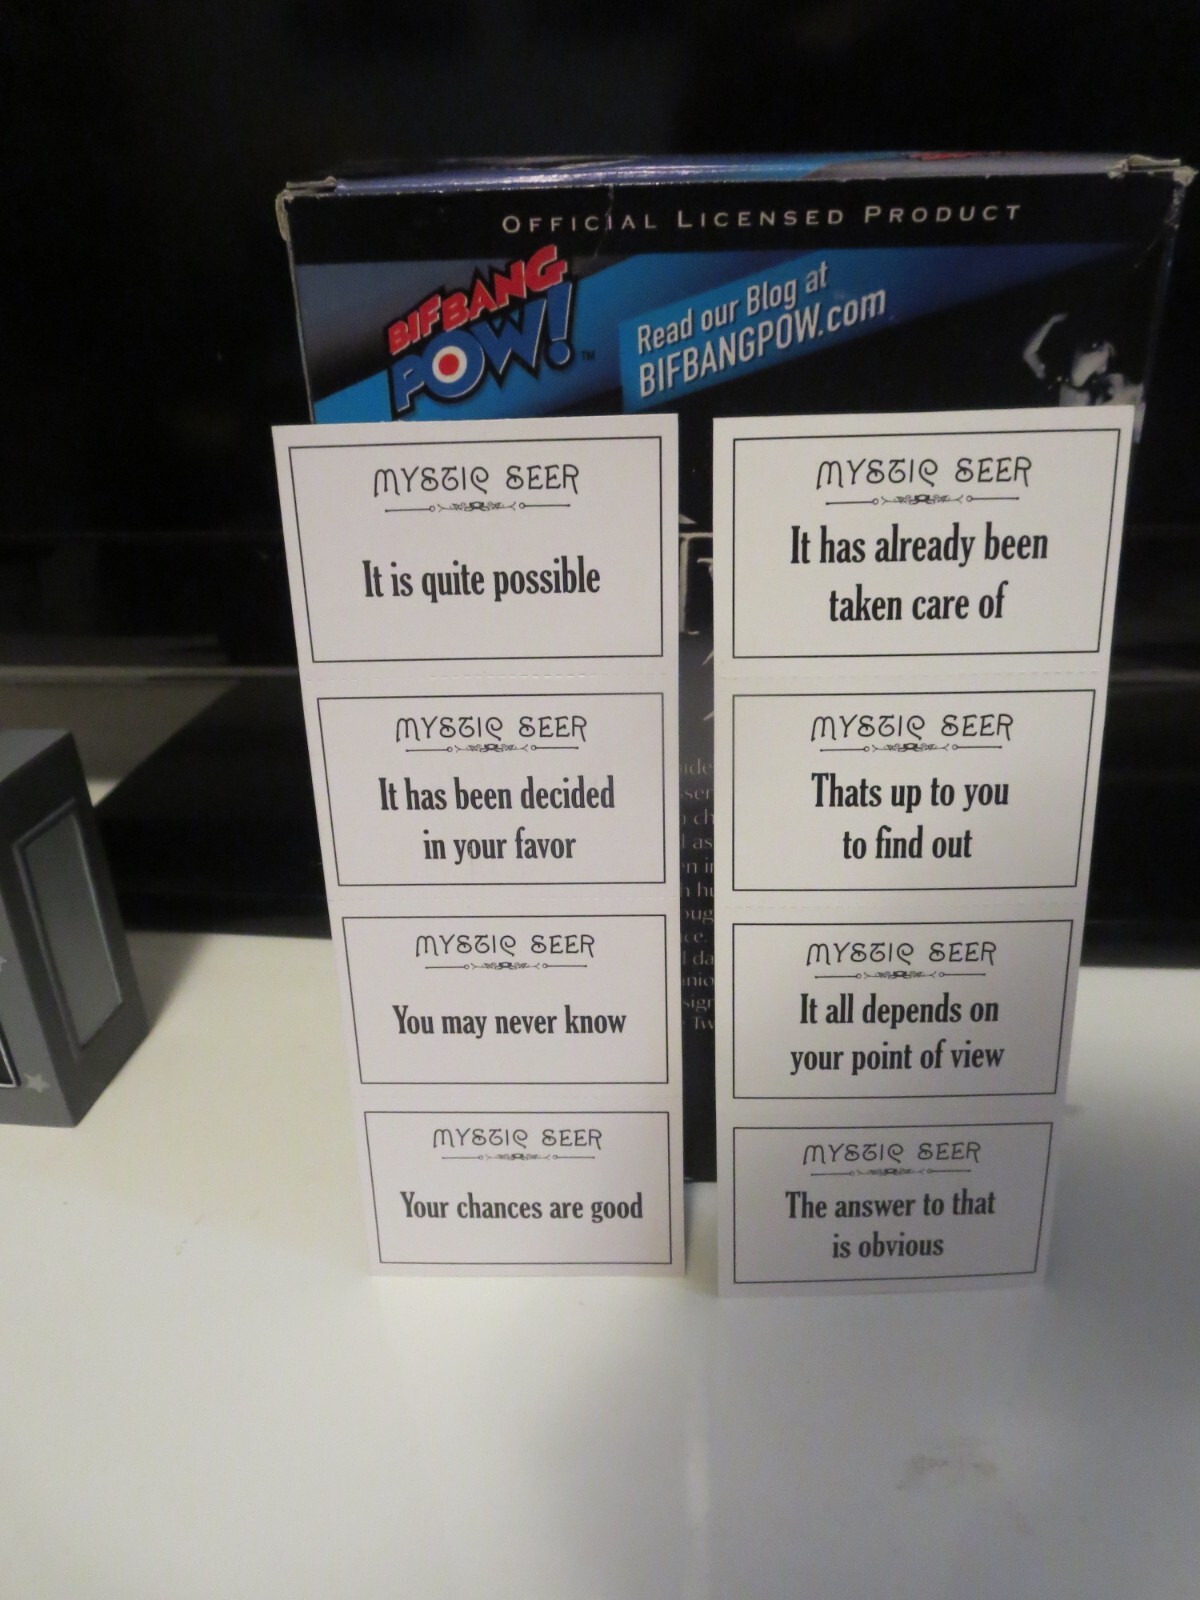 OFFICIAL LICENSED PRODUCT
BIFBANG
POW!™
Read our Blog at
BIFBANGPOW.com
MYSTIC SEER
It is quite possible
MYSTIC SEER
It has been decided
in your favor
MYSTIC SEER
You may never know
MYSTIC SEER
Your chances are good
MYSTIC SEER
It has already been
taken care of
MYSTIC SEER
Thats up to you
to find out
MYSTIC SEER
It all depends on
your point of view
MYSTIC SEER
The answer to that
is obvious